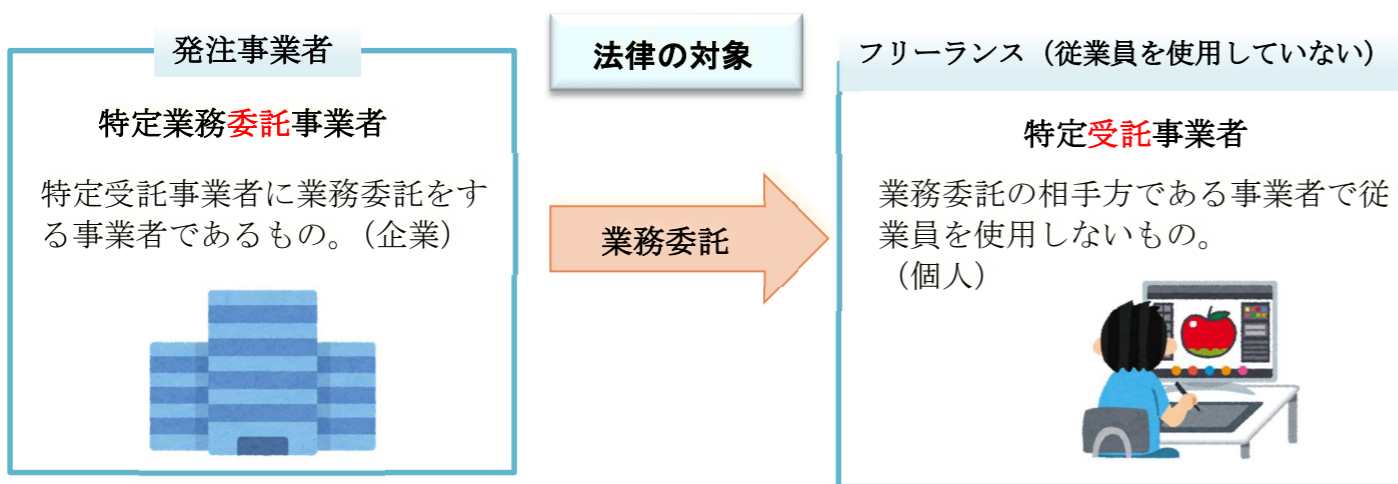 発注事業者
特定業務委託事業者
特定受託事業者に業務委託をす
る事業者であるもの。（企業）
法律の対象
業務委託
フリーランス（従業員を使用していない）
特定受託事業者
業務委託の相手方である事業者で従
業員を使用しないもの。
（個人）